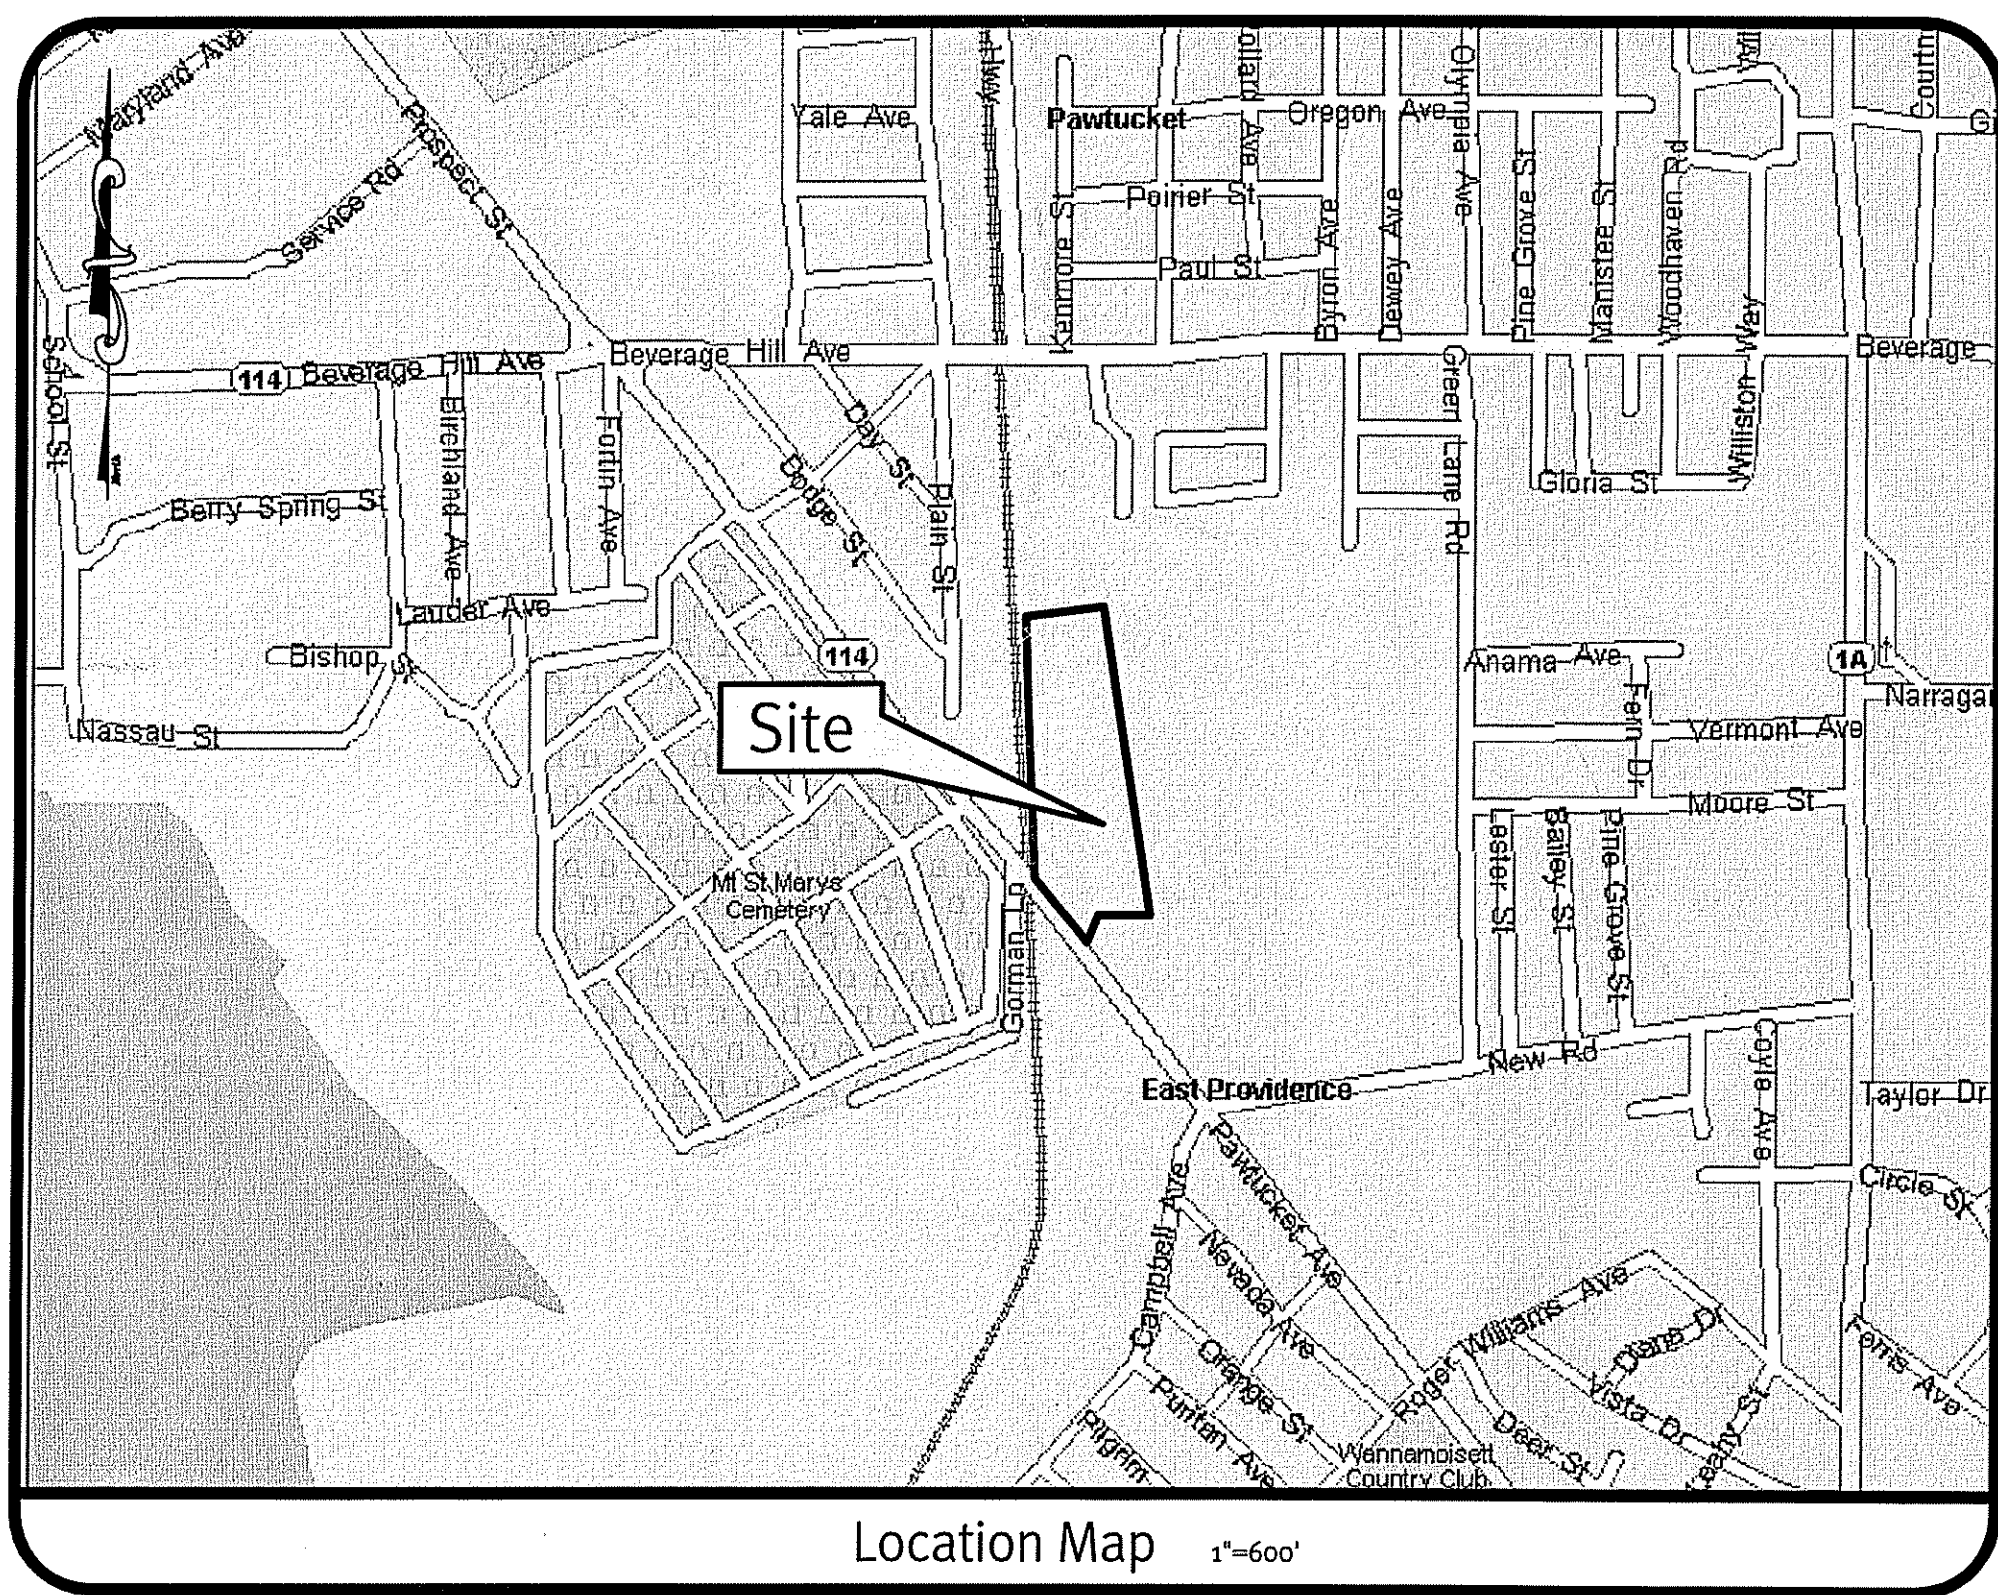 Maryland Ave
Prospect St
Hwy
Yale Ave
Pawtucket
Ave
Oregon Ave
Olympia Ave
Service Rd
Poirier St
Kenmore St
Paul St
Byron Ave
Dewey Ave
Pine Grove St
Manistee St
Woodhaven Rd
Williston Way
School St
114
Beverage Hill Ave
Beverage Hill Ave
Beverage
Birchland Ave
Fortin Ave
Day St
Dodge St
Plain St
Green Lane Rd
Gloria St
Berry Spring St
Lauder Ave
Bishop St
114
Anama Ave
1A
Fern Dr
Narragan
Nassau St
Site
Vermont Ave
Moore St
Lester St
Bailey St
Pine Grove St
Mt St Marys
Cemetery
Gorman Ln
New Rd
Coyle Ave
East Providence
Taylor Dr
Pawtucket Ave
Circle St
Campbell Ave
Nevada Ave
Orange St
Puritan Ave
Pilgrim
Roger Williams Ave
Diane Dr
Vista Dr
Deer St
Ferris Ave
Wannamoisett
Country Club
Location Map 1"=600'